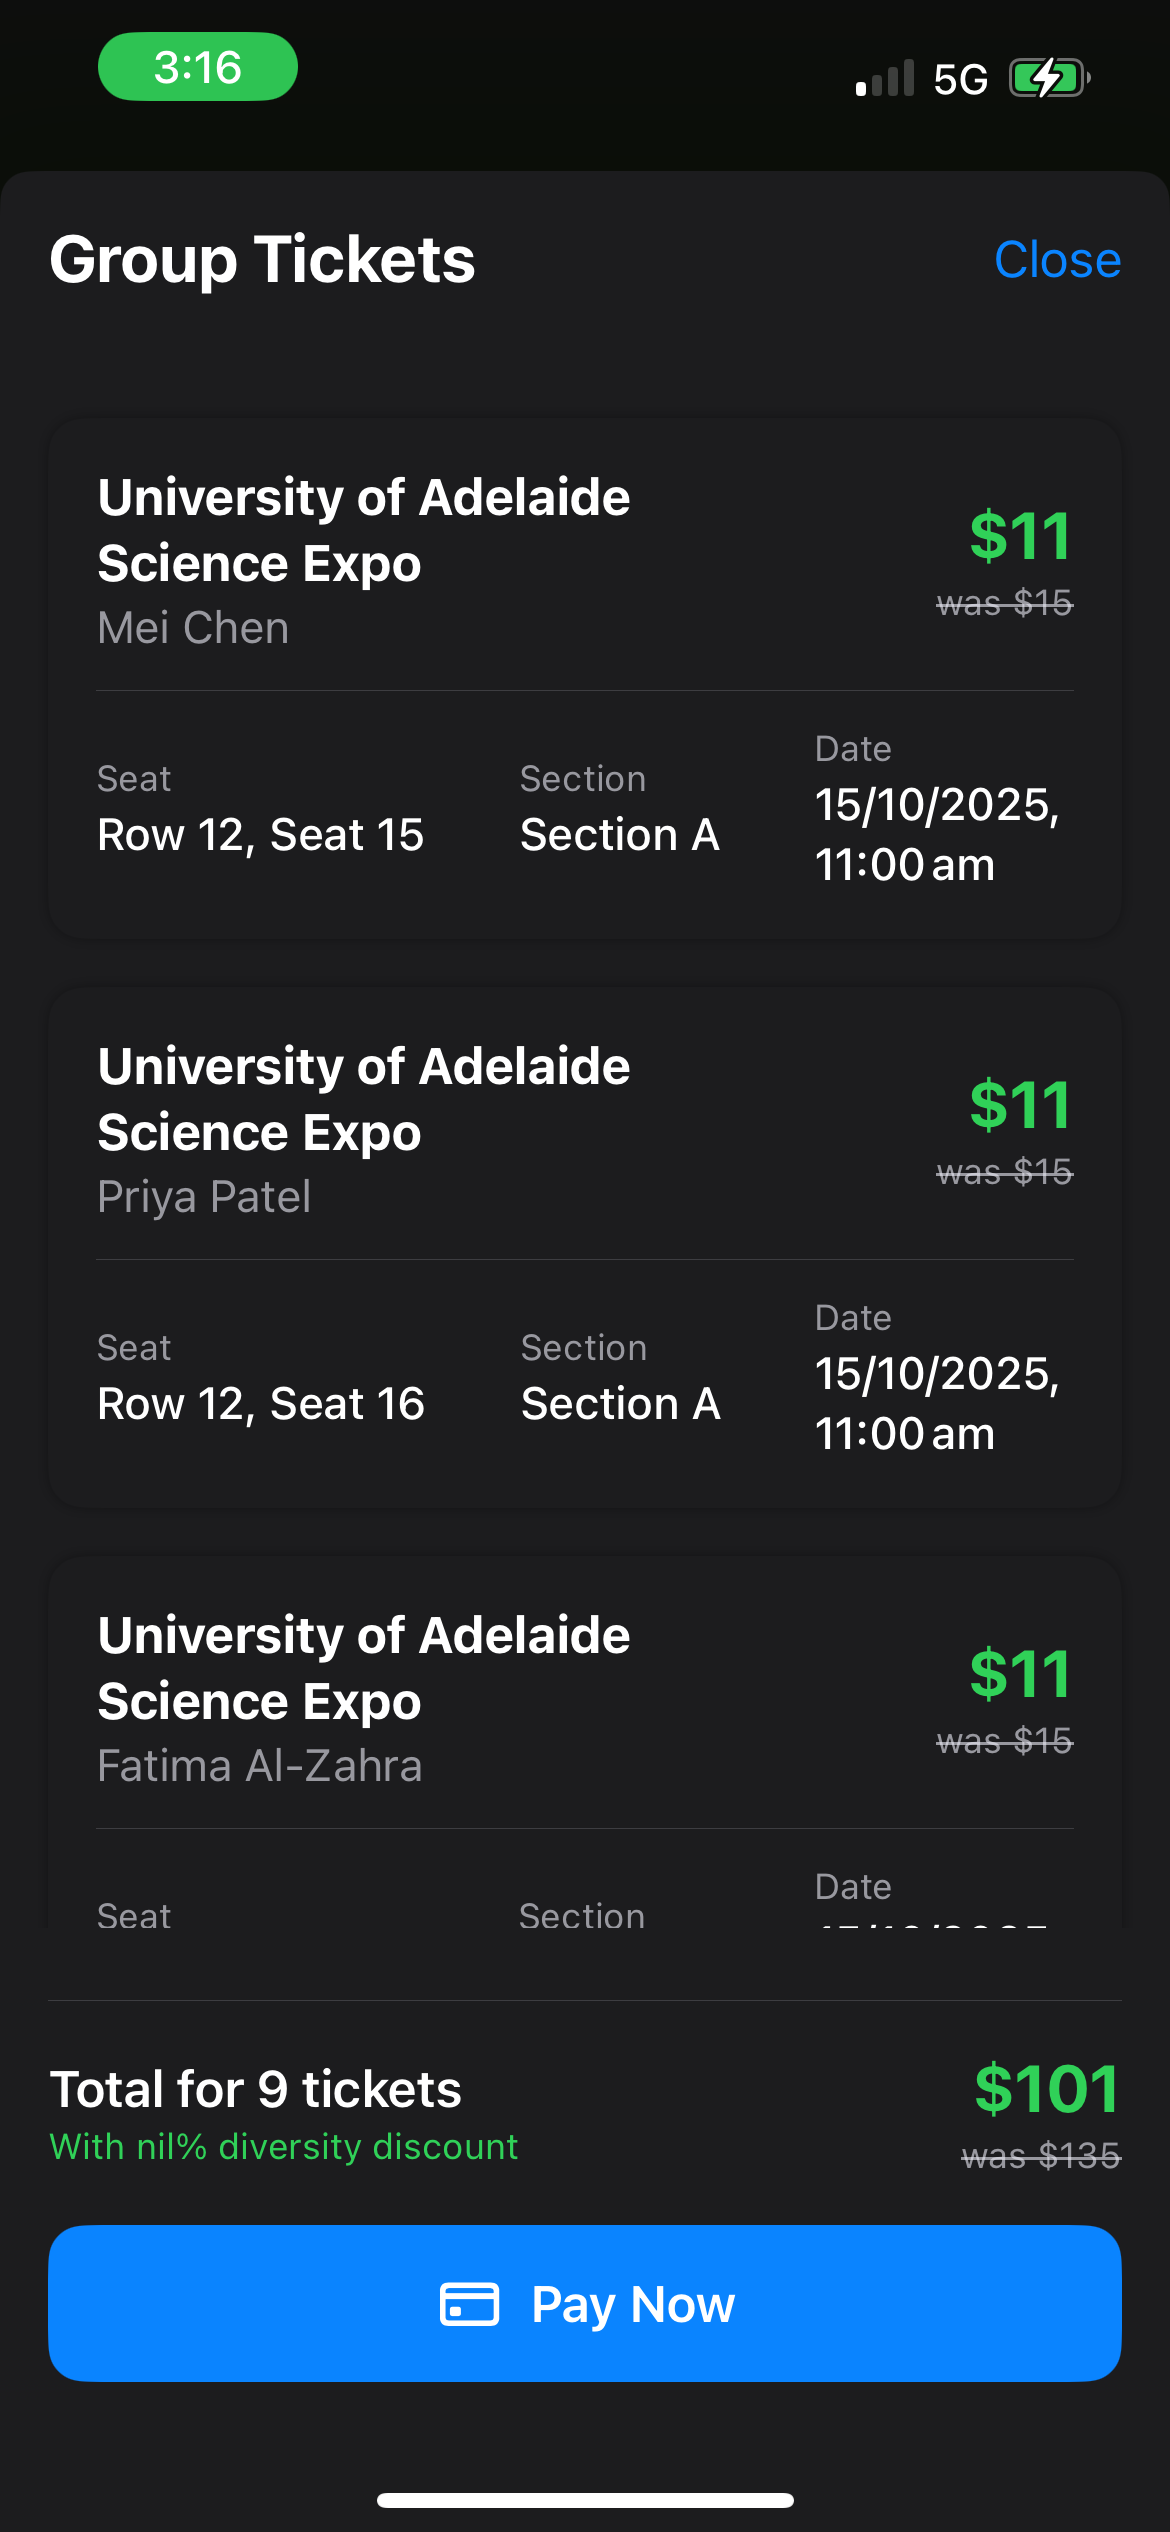 3:16
5G
Group Tickets
Close
University of Adelaide
Science Expo
Mei Chen
$11
was $15
Seat
Row 12, Seat 15
Section
Section A
Date
15/10/2025,
11:00 am
University of Adelaide
Science Expo
Priya Patel
$11
was $15
Seat
Row 12, Seat 16
Section
Section A
Date
15/10/2025,
11:00 am
University of Adelaide
Science Expo
Fatima Al-Zahra
$11
was $15
Seat
Section
Date
Total for 9 tickets
With nil% diversity discount
$101
was $135
Pay Now